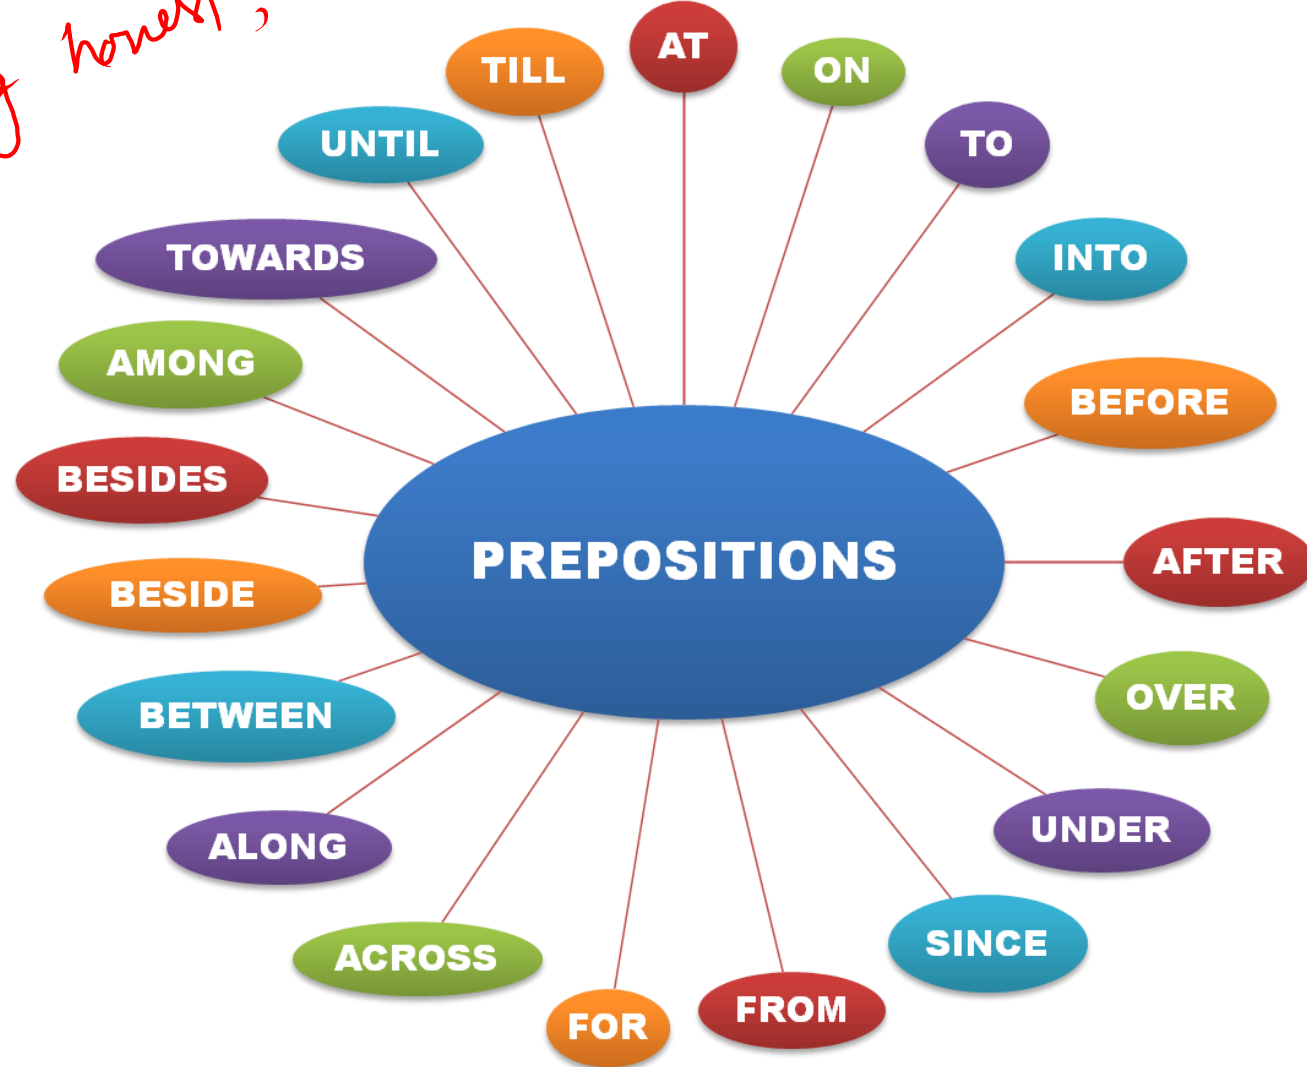 honest,
AT
ON
TILL
TO
UNTIL
INTO
TOWARDS
AMONG
BEFORE
BESIDES
AFTER
PREPOSITIONS
BESIDE
OVER
BETWEEN
UNDER
ALONG
SINCE
ACROSS
FROM
FOR